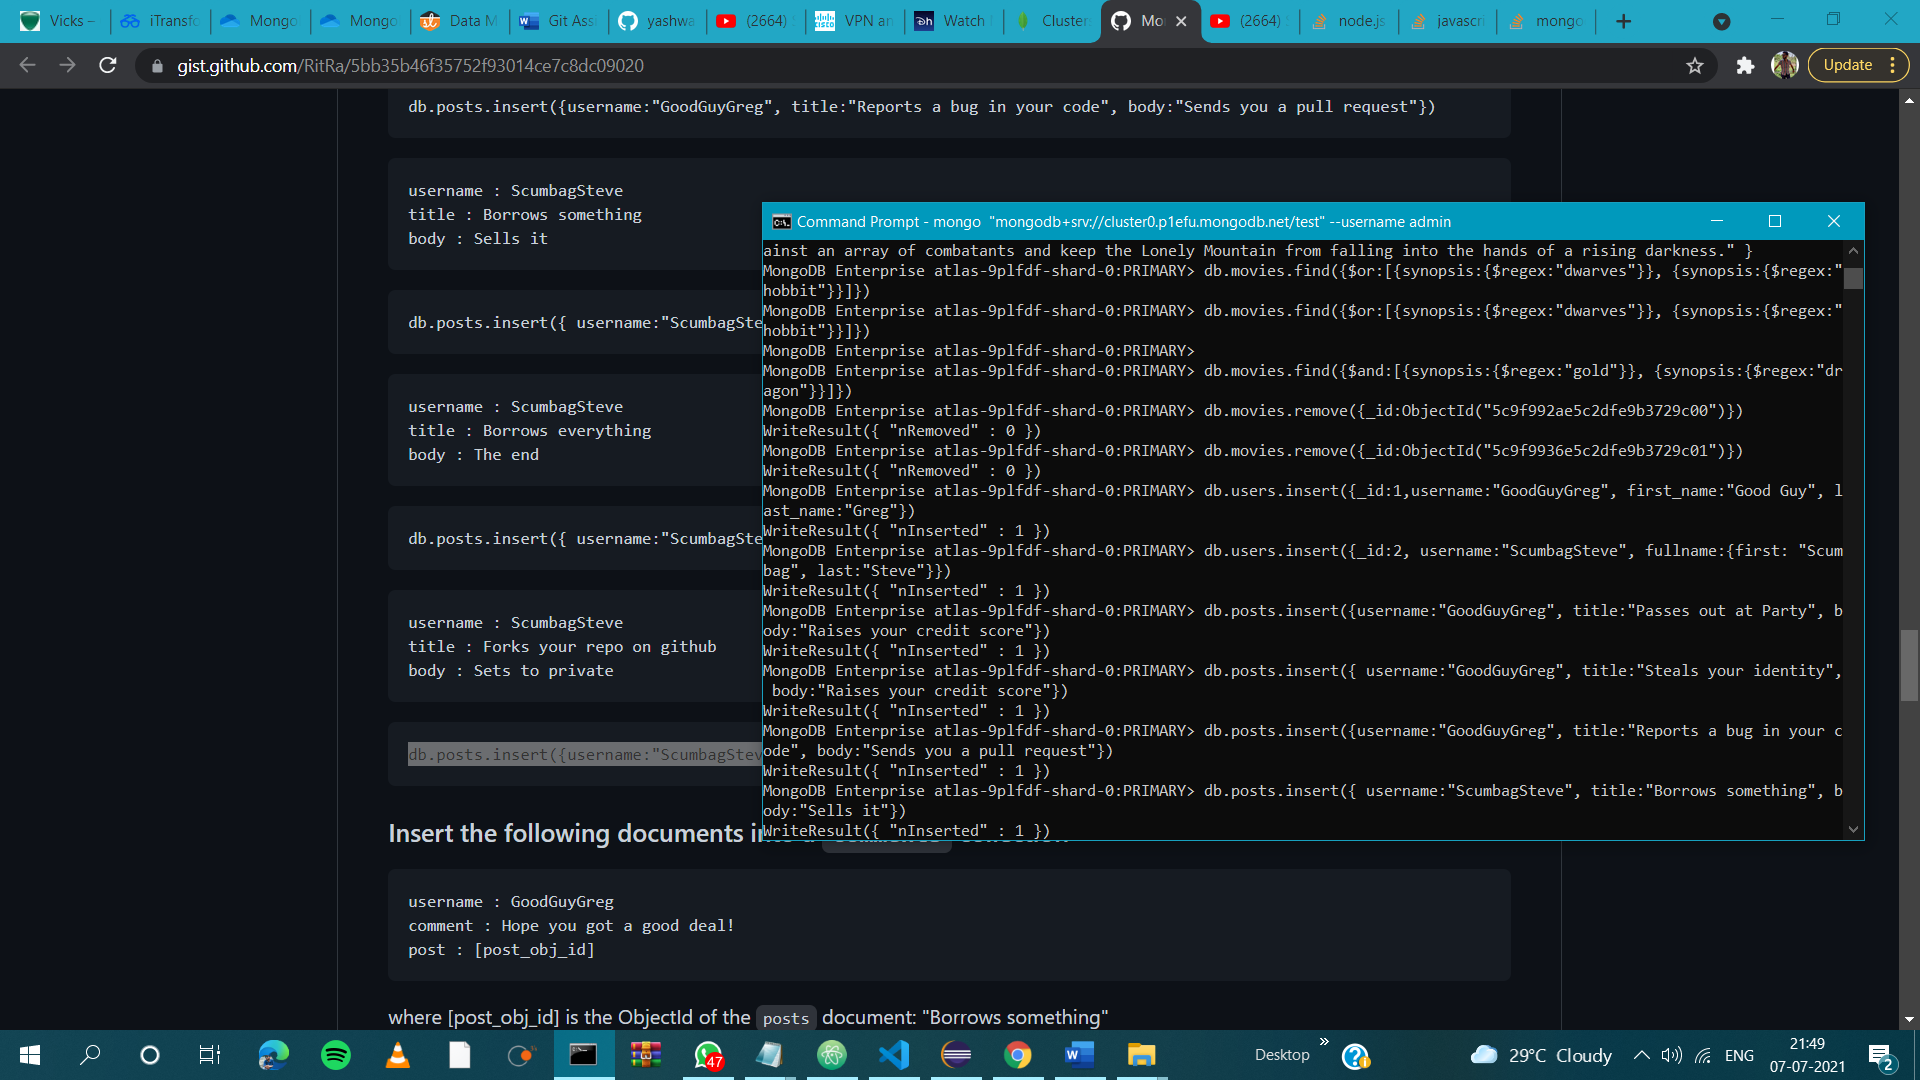 Vicks –
iTransfo
Mongo
Mongo
Data M
Git Assi
yashwa
(2664)
VPN an
Watch
Cluster
Mo
(2664)
node.js
javascri
mongo
gist.github.com/RitRa/5bb35b46f35752f93014ce7c8dc09020
Update
db.posts.insert({username:"GoodGuyGreg", title:"Reports a bug in your code", body:"Sends you a pull request"})
username : ScumbagSteve
title : Borrows something
body : Sells it
db.posts.insert({ username:"ScumbagSte
username : ScumbagSteve
title : Borrows everything
body : The end
db.posts.insert({ username:"ScumbagSte
username : ScumbagSteve
title : Forks your repo on github
body : Sets to private
db.posts.insert({username:"ScumbagStev
Insert the following documents i
username : GoodGuyGreg
comment : Hope you got a good deal!
post : [post_obj_id]
where [post_obj_id] is the ObjectId of the posts document: "Borrows something"
Command Prompt - mongo "mongodb+srv://cluster0.p1efu.mongodb.net/test" --username admin
ainst an array of combatants and keep the Lonely Mountain from falling into the hands of a rising darkness." }
MongoDB Enterprise atlas-9plfdf-shard-0:PRIMARY> db.movies.find({$or:[{synopsis:{$regex:"dwarves"}}, {synopsis:{$regex:"
hobbit"}}]})
MongoDB Enterprise atlas-9plfdf-shard-0:PRIMARY> db.movies.find({$or:[{synopsis:{$regex:"dwarves"}}, {synopsis:{$regex:"
hobbit"}}]})
MongoDB Enterprise atlas-9plfdf-shard-0:PRIMARY>
MongoDB Enterprise atlas-9plfdf-shard-0:PRIMARY> db.movies.find({$and:[{synopsis:{$regex:"gold"}}, {synopsis:{$regex:"dr
agon"}}]})
MongoDB Enterprise atlas-9plfdf-shard-0:PRIMARY> db.movies.remove({_id:ObjectId("5c9f992ae5c2dfe9b3729c00")})
WriteResult({ "nRemoved" : 0 })
MongoDB Enterprise atlas-9plfdf-shard-0:PRIMARY> db.movies.remove({_id:ObjectId("5c9f9936e5c2dfe9b3729c01")})
WriteResult({ "nRemoved" : 0 })
MongoDB Enterprise atlas-9plfdf-shard-0:PRIMARY> db.users.insert({_id:1,username:"GoodGuyGreg", first_name:"Good Guy", l
ast_name:"Greg"})
WriteResult({ "nInserted" : 1 })
MongoDB Enterprise atlas-9plfdf-shard-0:PRIMARY> db.users.insert({_id:2, username:"ScumbagSteve", fullname:{first: "Scum
bag", last:"Steve"}})
WriteResult({ "nInserted" : 1 })
MongoDB Enterprise atlas-9plfdf-shard-0:PRIMARY> db.posts.insert({username:"GoodGuyGreg", title:"Passes out at Party", b
ody:"Raises your credit score"})
WriteResult({ "nInserted" : 1 })
MongoDB Enterprise atlas-9plfdf-shard-0:PRIMARY> db.posts.insert({ username:"GoodGuyGreg", title:"Steals your identity",
 body:"Raises your credit score"})
WriteResult({ "nInserted" : 1 })
MongoDB Enterprise atlas-9plfdf-shard-0:PRIMARY> db.posts.insert({username:"GoodGuyGreg", title:"Reports a bug in your c
ode", body:"Sends you a pull request"})
WriteResult({ "nInserted" : 1 })
MongoDB Enterprise atlas-9plfdf-shard-0:PRIMARY> db.posts.insert({ username:"ScumbagSteve", title:"Borrows something", b
ody:"Sells it"})
WriteResult({ "nInserted" : 1 })
47
Desktop
29°C Cloudy
ENG
21:49
07-07-2021
2